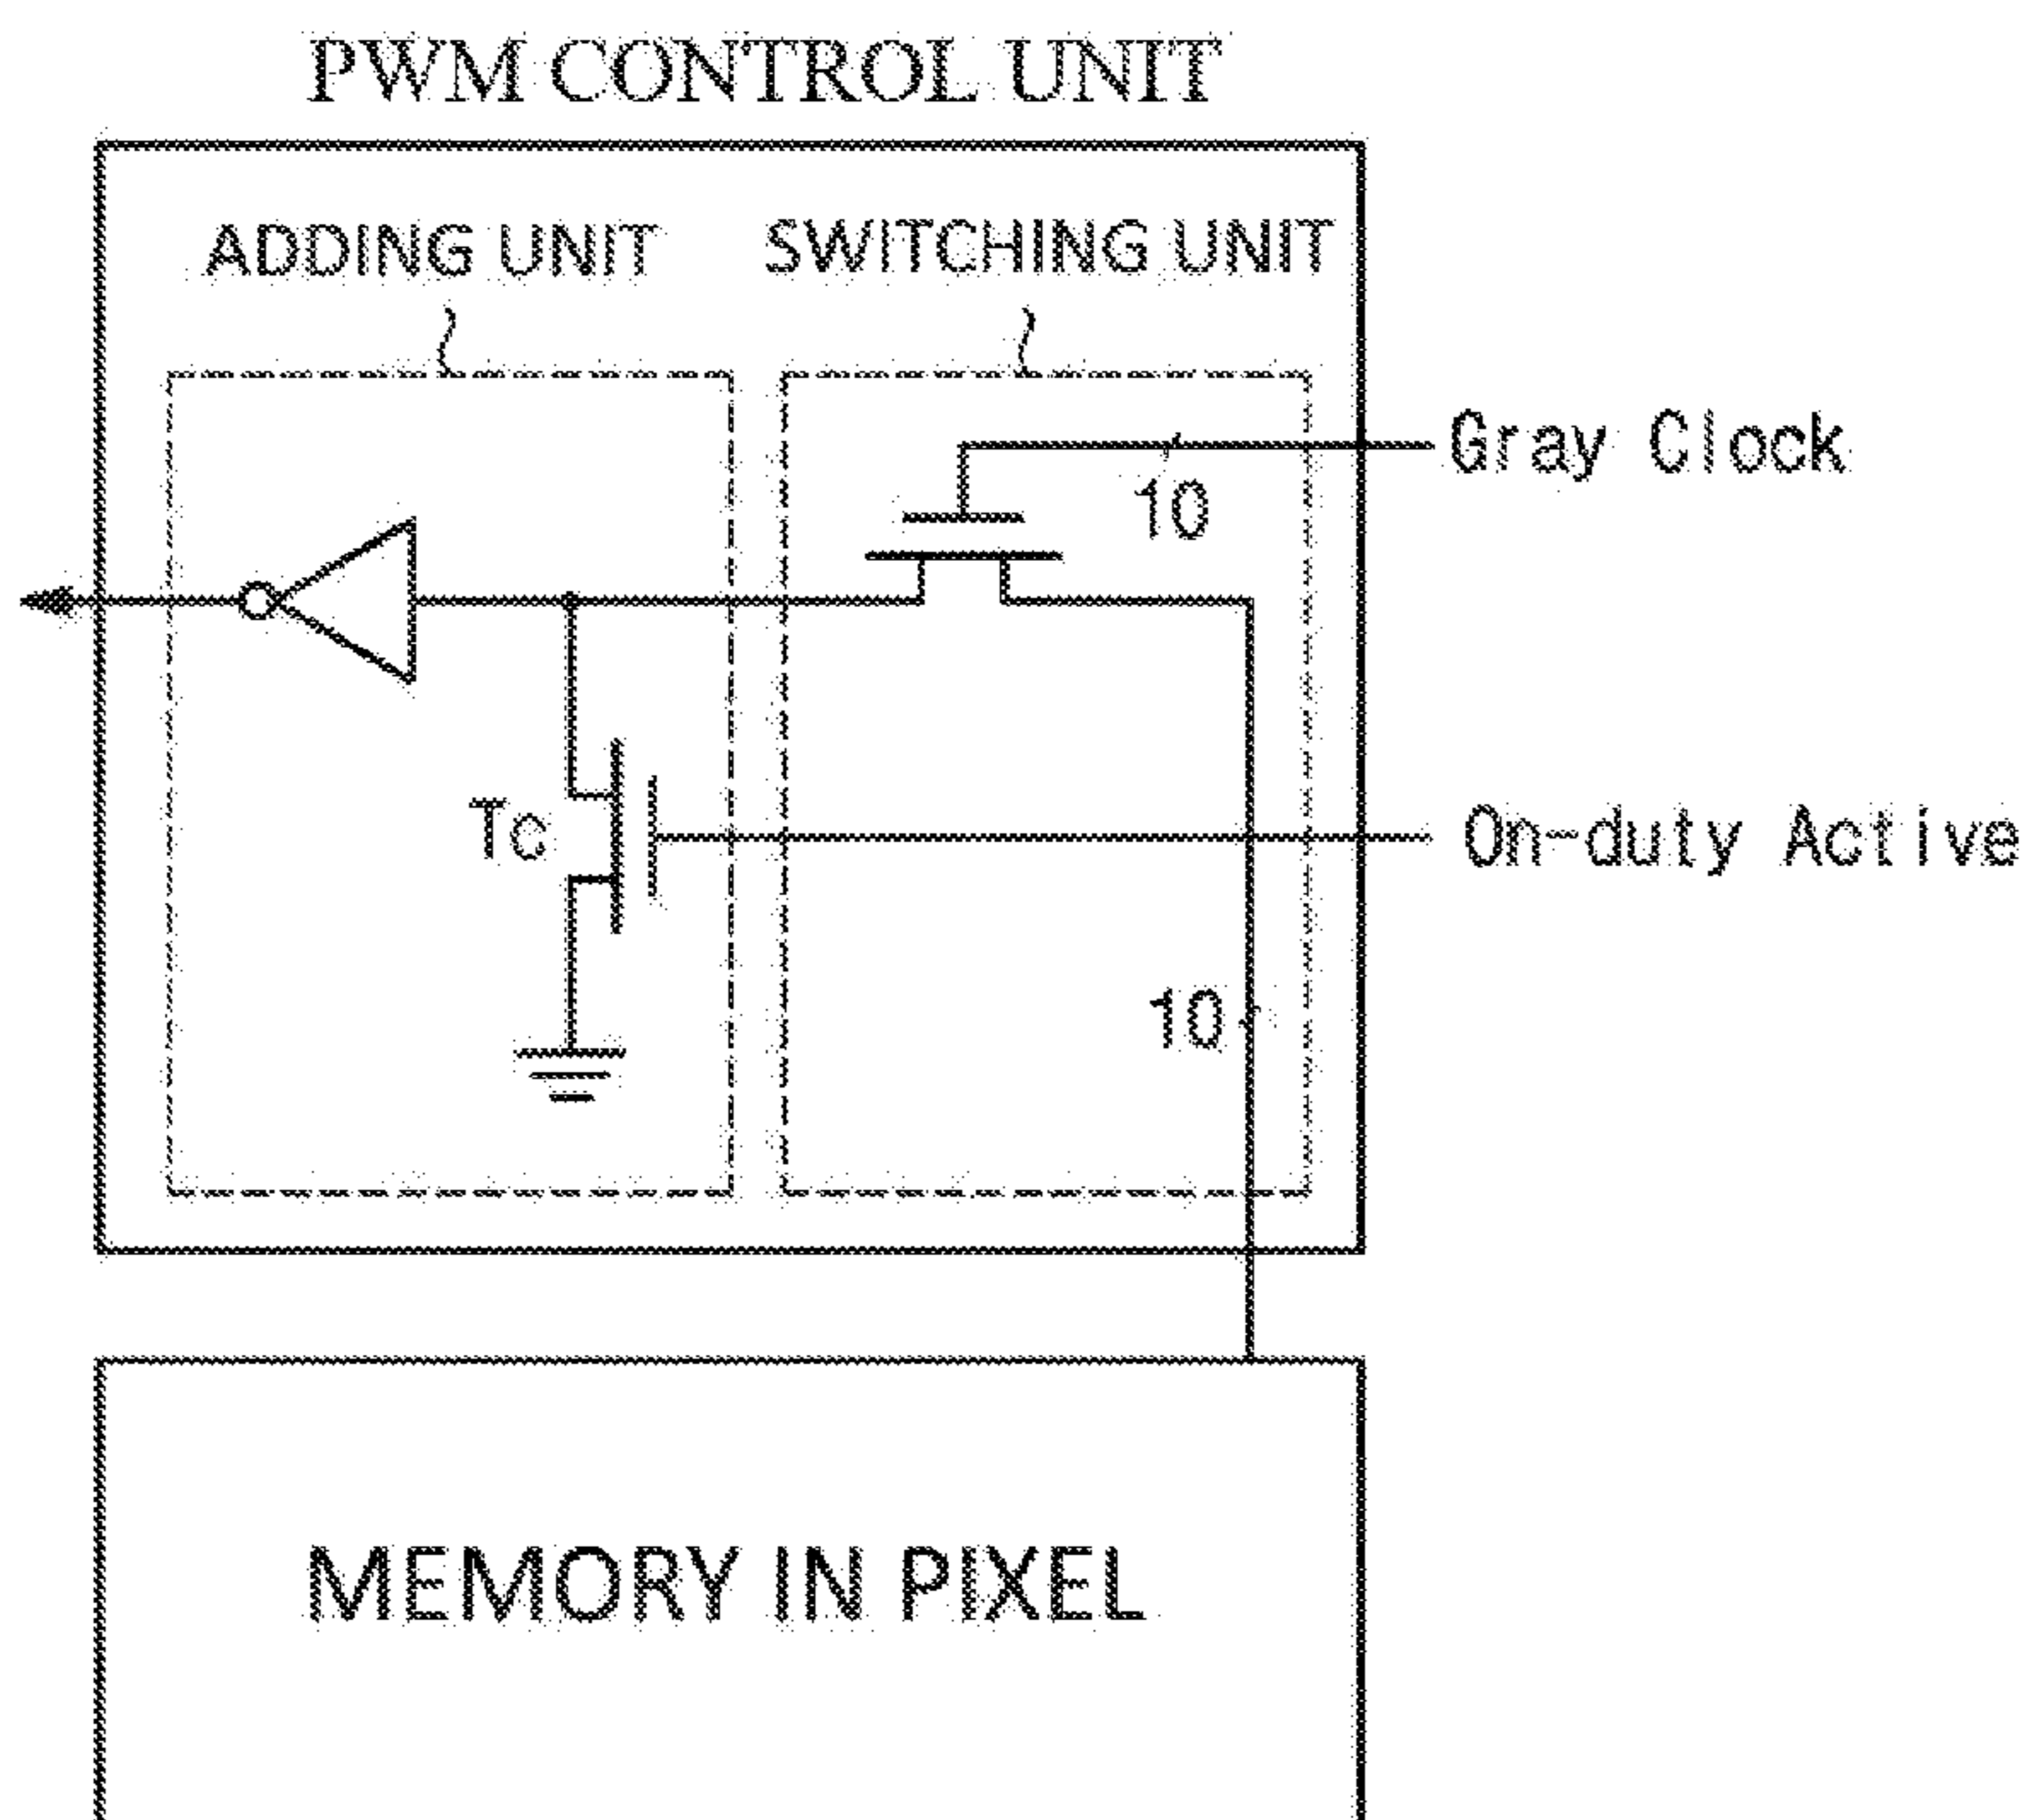 PWM CONTROL UNIT
ADDING UNIT
SWITCHING UNIT
Gray Clock
10
Tc
On-duty Active
10
MEMORY IN PIXEL